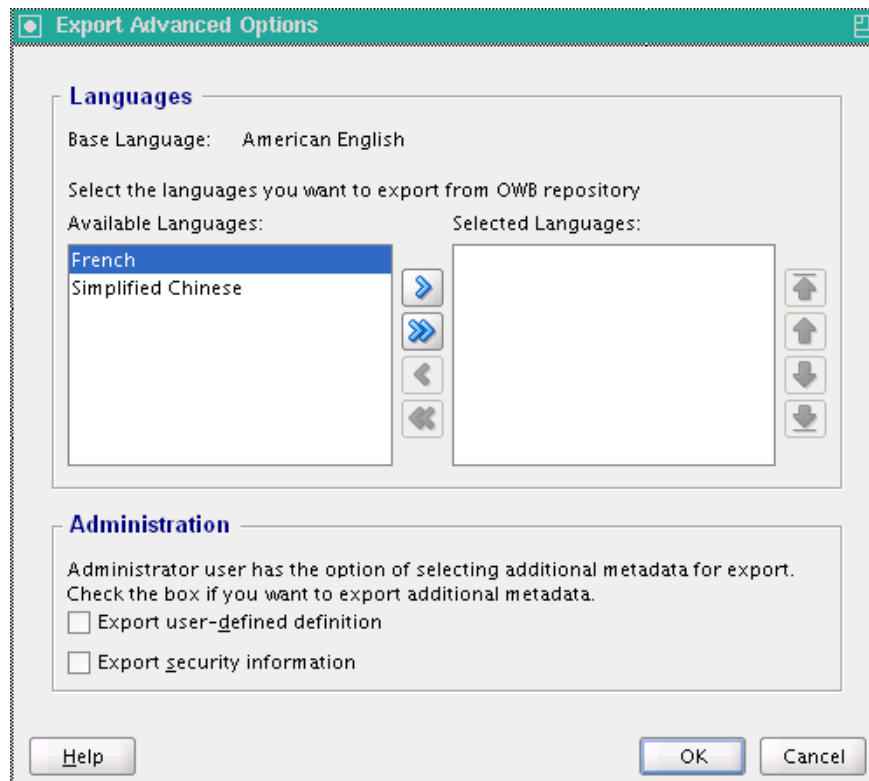 Export Advanced Options
Languages
Base Language: American English
Select the languages you want to export from OWB repository
Available Languages: Selected Languages:
French
Simplified Chinese
Administration
Administrator user has the option of selecting additional metadata for export.
Check the box if you want to export additional metadata.
Export user-defined definition
Export security information
Help OK Cancel